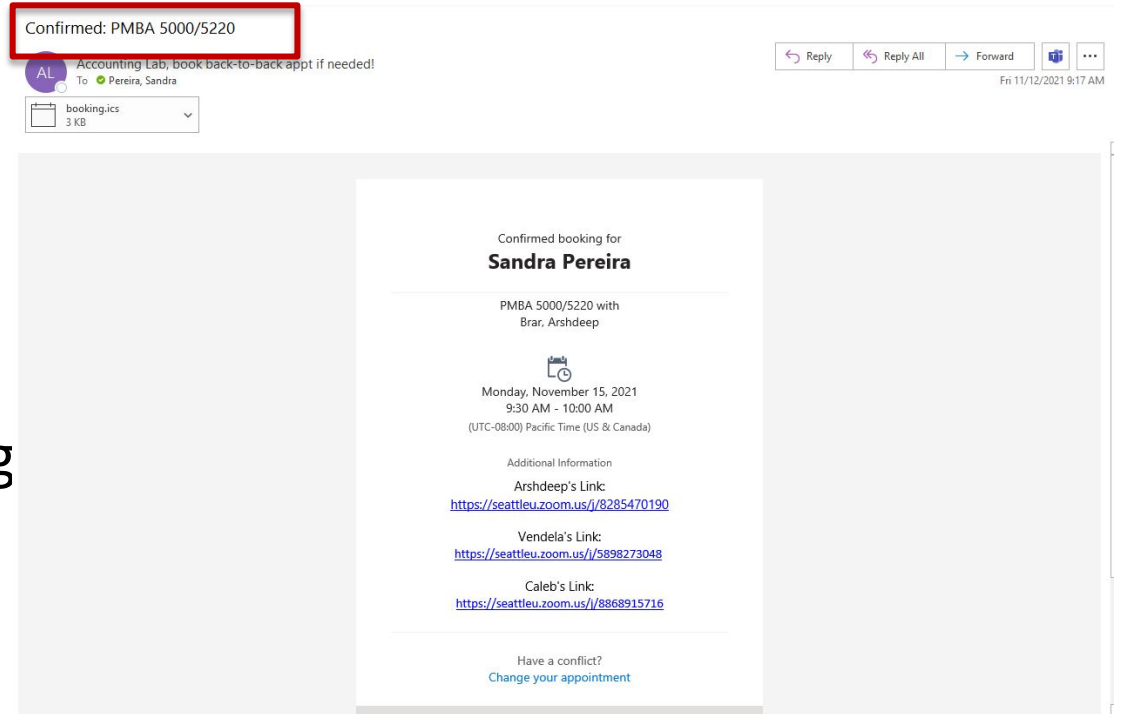 Confirmed: PMBA 5000/5220
AL
Accounting Lab, book back-to-back appt if needed!
To Pereira, Sandra
Reply
Reply All
Forward
Fri 11/12/2021 9:17 AM
booking.ics
3 KB
Confirmed booking for
Sandra Pereira
PMBA 5000/5220 with
Brar, Arshdeep
Monday, November 15, 2021
9:30 AM - 10:00 AM
(UTC-08:00) Pacific Time (US & Canada)
g
Additional Information
Arshdeep's Link:
https://seattleu.zoom.us/j/8285470190
Vendela's Link:
https://seattleu.zoom.us/j/5898273048
Caleb's Link:
https://seattleu.zoom.us/j/8868915716
Have a conflict?
Change your appointment